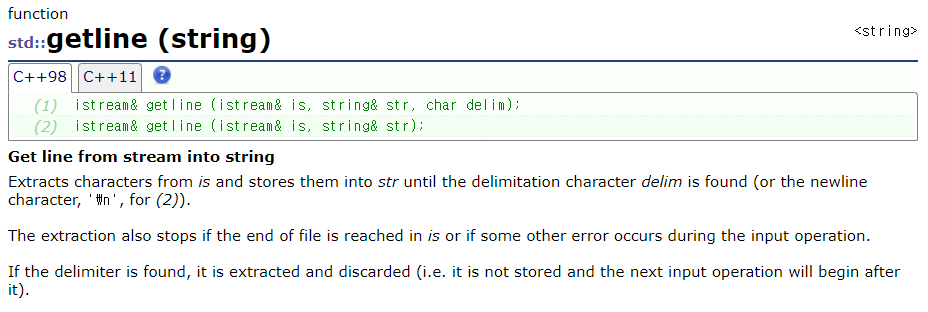 function
std::getline (string)
<string>
C++98 C++11 ?
(1) istream& getline (istream& is, string& str, char delim);
(2) istream& getline (istream& is, string& str);
Get line from stream into string
Extracts characters from is and stores them into str until the delimitation character delim is found (or the newline
character, '₩n', for (2)).
The extraction also stops if the end of file is reached in is or if some other error occurs during the input operation.
If the delimiter is found, it is extracted and discarded (i.e. it is not stored and the next input operation will begin after
it).